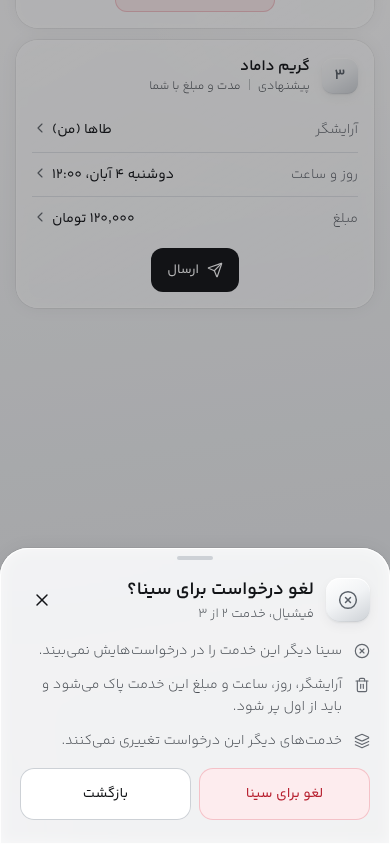 ۳
گریم داماد
پیشنهادی | مدت و مبلغ با شما
آرایشگر
طاها (من)
روز و ساعت
دوشنبه ۴ آبان، ۱۲:۰۰
مبلغ
۱۲۰,۰۰۰ تومان
ارسال
لغو درخواست برای سینا؟
فیشیال، خدمت ۲ از ۳
سینا دیگر این خدمت را در درخواست‌هایش نمی‌بیند.
آرایشگر، روز، ساعت و مبلغ این خدمت پاک می‌شود و
باید از اول پر شود.
خدمت‌های دیگر این درخواست تغییری نمی‌کنند.
لغو برای سینا
بازگشت